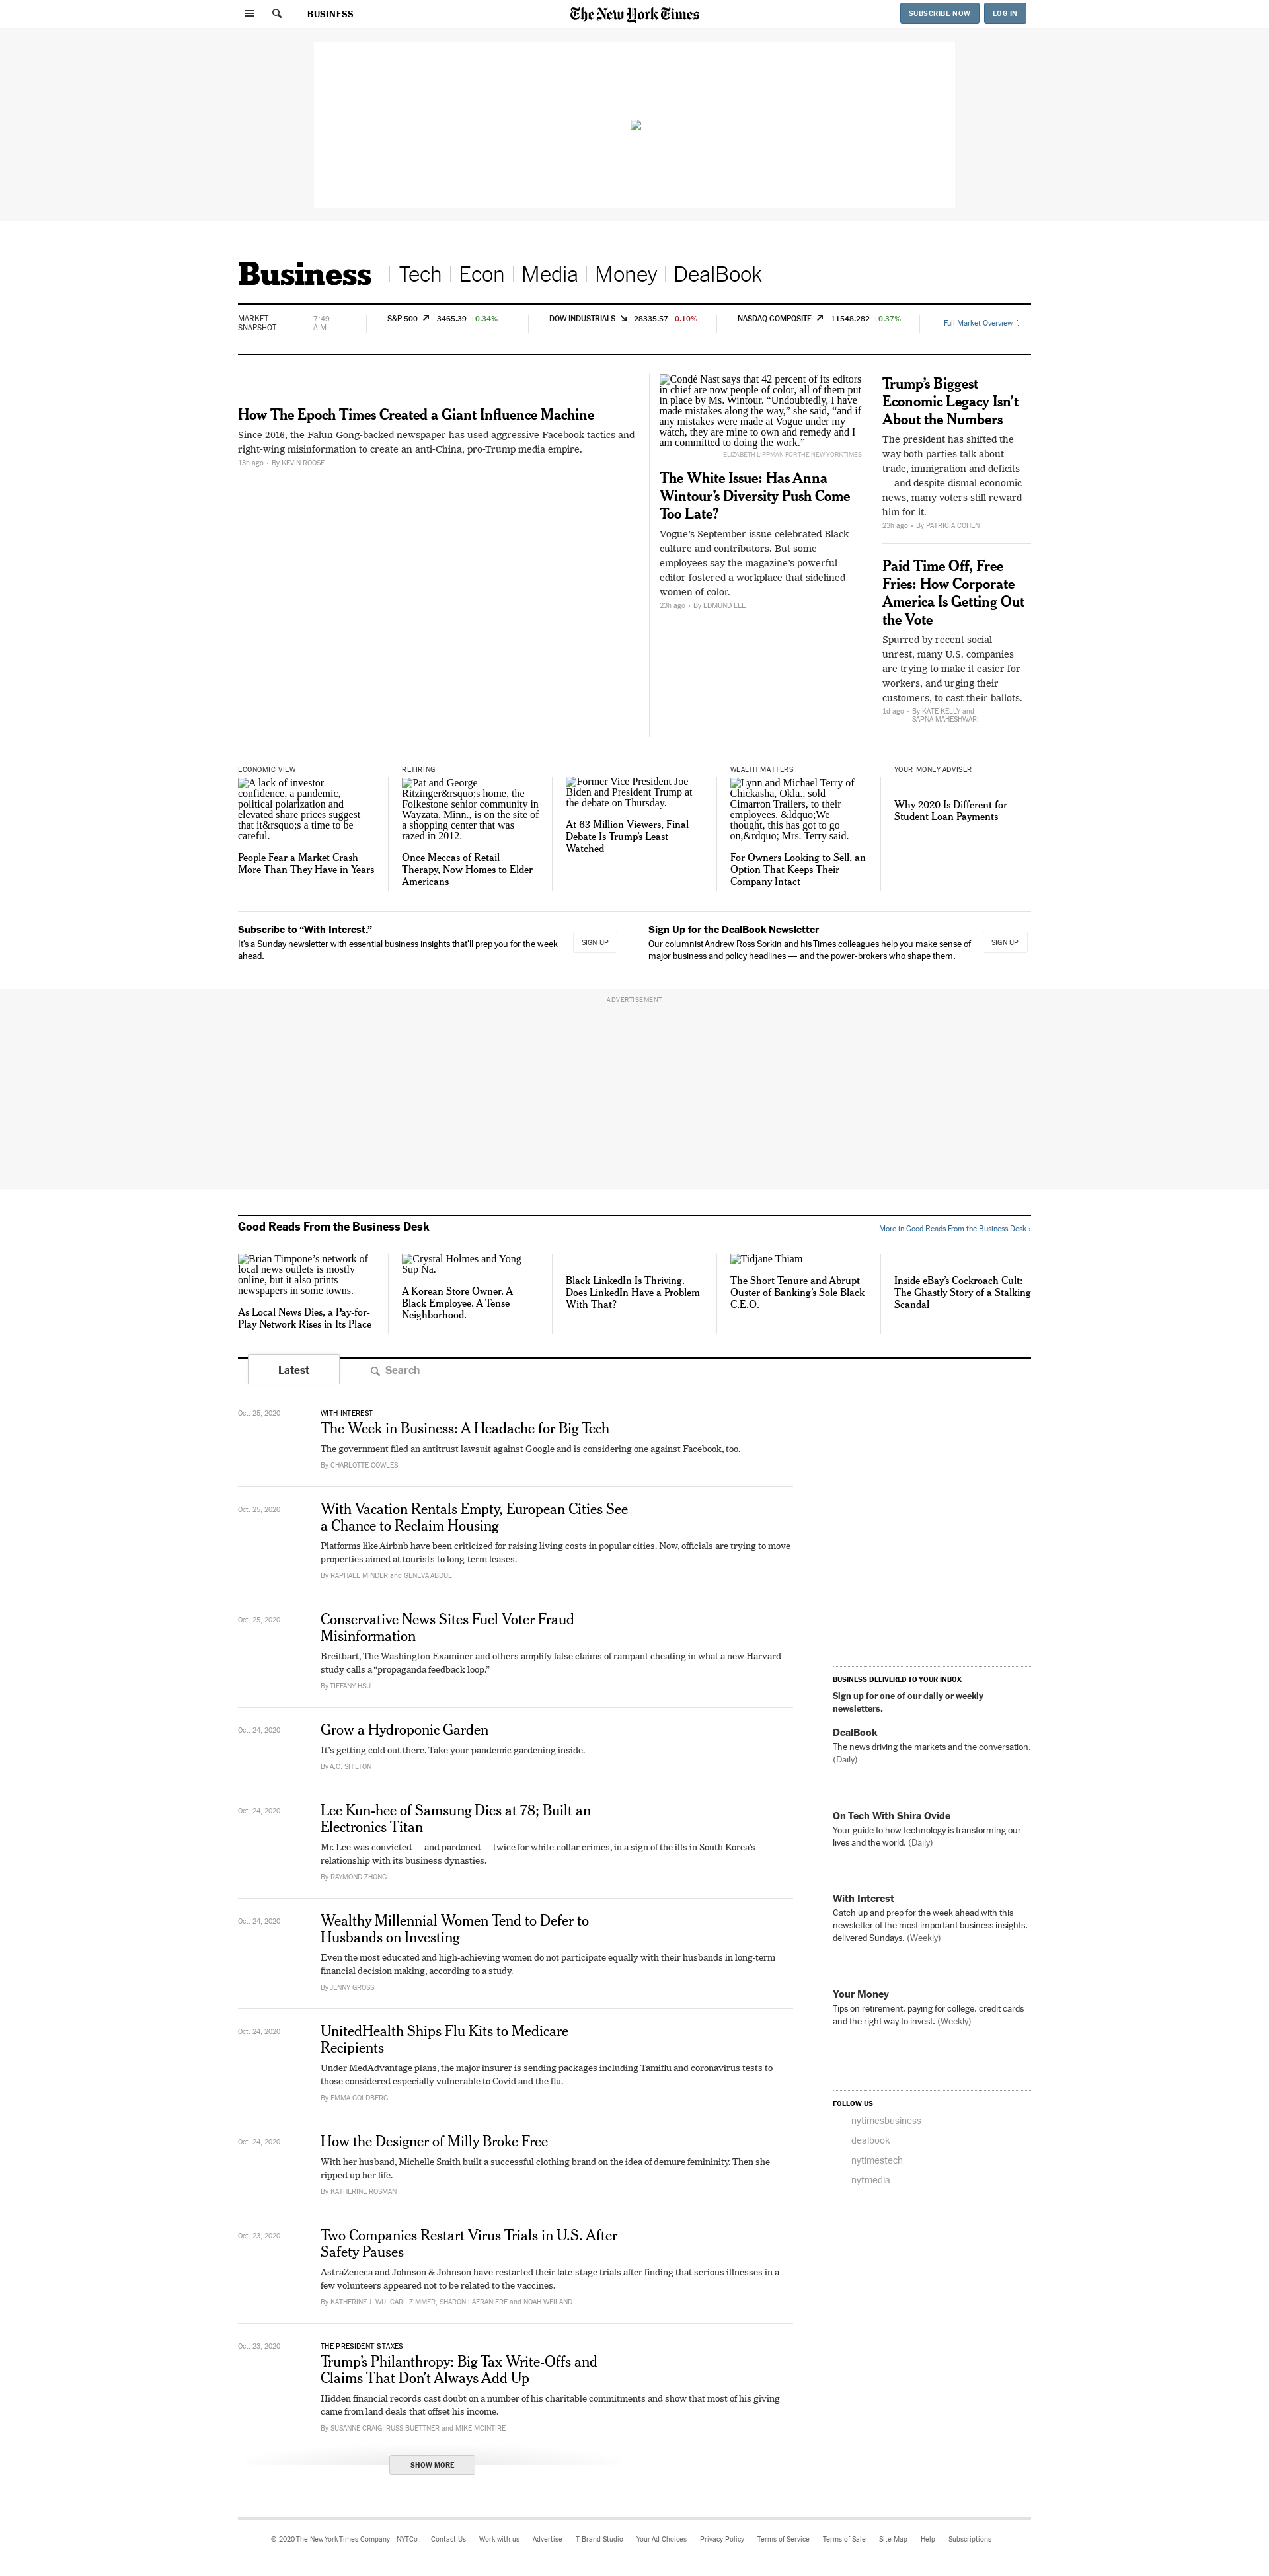 BUSINESS
The New York Times
SUBSCRIBE NOW
LOG IN
Business
Tech
Econ
Media
Money
DealBook
MARKET
SNAPSHOT
7:49
A.M.
S&P 500 3465.39 +0.34%
DOW INDUSTRIALS 28335.57 -0.10%
NASDAQ COMPOSITE 11548.282 +0.37%
Full Market Overview
How The Epoch Times Created a Giant Influence Machine
Since 2016, the Falun Gong-backed newspaper has used aggressive Facebook tactics and
right-wing misinformation to create an anti-China, pro-Trump media empire.
13h ago • By KEVIN ROOSE
Condé Nast says that 42 percent of its editors
in chief are now people of color, all of them put
in place by Ms. Wintour. “Undoubtedly, I have
made mistakes along the way,” she said, “and if
any mistakes were made at Vogue under my
watch, they are mine to own and remedy and I
am committed to doing the work.”
ELIZABETH LIPPMAN FOR THE NEW YORK TIMES
The White Issue: Has Anna
Wintour’s Diversity Push Come
Too Late?
Vogue’s September issue celebrated Black
culture and contributors. But some
employees say the magazine’s powerful
editor fostered a workplace that sidelined
women of color.
23h ago • By EDMUND LEE
Trump’s Biggest
Economic Legacy Isn’t
About the Numbers
The president has shifted the
way both parties talk about
trade, immigration and deficits
— and despite dismal economic
news, many voters still reward
him for it.
23h ago • By PATRICIA COHEN
Paid Time Off, Free
Fries: How Corporate
America Is Getting Out
the Vote
Spurred by recent social
unrest, many U.S. companies
are trying to make it easier for
workers, and urging their
customers, to cast their ballots.
1d ago • By KATE KELLY and
SAPNA MAHESHWARI
ECONOMIC VIEW
A lack of investor
confidence, a pandemic,
political polarization and
elevated share prices suggest
that it&rsquo;s a time to be
careful.
People Fear a Market Crash
More Than They Have in Years
RETIRING
Pat and George
Ritzinger&rsquo;s home, the
Folkestone senior community in
Wayzata, Minn., is on the site of
a shopping center that was
razed in 2012.
Once Meccas of Retail
Therapy, Now Homes to Elder
Americans
Former Vice President Joe
Biden and President Trump at
the debate on Thursday.
At 63 Million Viewers, Final
Debate Is Trump’s Least
Watched
WEALTH MATTERS
Lynn and Michael Terry of
Chickasha, Okla., sold
Cimarron Trailers, to their
employees. &ldquo;We
thought, this has got to go
on,&rdquo; Mrs. Terry said.
For Owners Looking to Sell, an
Option That Keeps Their
Company Intact
YOUR MONEY ADVISER
Why 2020 Is Different for
Student Loan Payments
Subscribe to “With Interest.”
It’s a Sunday newsletter with essential business insights that’ll prep you for the week
ahead.
SIGN UP
Sign Up for the DealBook Newsletter
Our columnist Andrew Ross Sorkin and his Times colleagues help you make sense of
major business and policy headlines — and the power-brokers who shape them.
SIGN UP
ADVERTISEMENT
Good Reads From the Business Desk
More in Good Reads From the Business Desk ›
Brian Timpone’s network of
local news outlets is mostly
online, but it also prints
newspapers in some towns.
As Local News Dies, a Pay-for-
Play Network Rises in Its Place
Crystal Holmes and Yong
Sup Na.
A Korean Store Owner. A
Black Employee. A Tense
Neighborhood.
Black LinkedIn Is Thriving.
Does LinkedIn Have a Problem
With That?
Tidjane Thiam
The Short Tenure and Abrupt
Ouster of Banking’s Sole Black
C.E.O.
Inside eBay’s Cockroach Cult:
The Ghastly Story of a Stalking
Scandal
Latest
Search
Oct. 25, 2020
WITH INTEREST
The Week in Business: A Headache for Big Tech
The government filed an antitrust lawsuit against Google and is considering one against Facebook, too.
By CHARLOTTE COWLES
Oct. 25, 2020
With Vacation Rentals Empty, European Cities See
a Chance to Reclaim Housing
Platforms like Airbnb have been criticized for raising living costs in popular cities. Now, officials are trying to move
properties aimed at tourists to long-term leases.
By RAPHAEL MINDER and GENEVA ABDUL
Oct. 25, 2020
Conservative News Sites Fuel Voter Fraud
Misinformation
Breitbart, The Washington Examiner and others amplify false claims of rampant cheating in what a new Harvard
study calls a “propaganda feedback loop.”
By TIFFANY HSU
Oct. 24, 2020
Grow a Hydroponic Garden
It’s getting cold out there. Take your pandemic gardening inside.
By A.C. SHILTON
Oct. 24, 2020
Lee Kun-hee of Samsung Dies at 78; Built an
Electronics Titan
Mr. Lee was convicted — and pardoned — twice for white-collar crimes, in a sign of the ills in South Korea’s
relationship with its business dynasties.
By RAYMOND ZHONG
Oct. 24, 2020
Wealthy Millennial Women Tend to Defer to
Husbands on Investing
Even the most educated and high-achieving women do not participate equally with their husbands in long-term
financial decision making, according to a study.
By JENNY GROSS
Oct. 24, 2020
UnitedHealth Ships Flu Kits to Medicare
Recipients
Under MedAdvantage plans, the major insurer is sending packages including Tamiflu and coronavirus tests to
those considered especially vulnerable to Covid and the flu.
By EMMA GOLDBERG
Oct. 24, 2020
How the Designer of Milly Broke Free
With her husband, Michelle Smith built a successful clothing brand on the idea of demure femininity. Then she
ripped up her life.
By KATHERINE ROSMAN
Oct. 23, 2020
Two Companies Restart Virus Trials in U.S. After
Safety Pauses
AstraZeneca and Johnson & Johnson have restarted their late-stage trials after finding that serious illnesses in a
few volunteers appeared not to be related to the vaccines.
By KATHERINE J. WU, CARL ZIMMER, SHARON LAFRANIERE and NOAH WEILAND
Oct. 23, 2020
THE PRESIDENT’S TAXES
Trump’s Philanthropy: Big Tax Write-Offs and
Claims That Don’t Always Add Up
Hidden financial records cast doubt on a number of his charitable commitments and show that most of his giving
came from land deals that offset his income.
By SUSANNE CRAIG, RUSS BUETTNER and MIKE MCINTIRE
SHOW MORE
BUSINESS DELIVERED TO YOUR INBOX
Sign up for one of our daily or weekly
newsletters.
DealBook
The news driving the markets and the conversation.
(Daily)
On Tech With Shira Ovide
Your guide to how technology is transforming our
lives and the world. (Daily)
With Interest
Catch up and prep for the week ahead with this
newsletter of the most important business insights,
delivered Sundays. (Weekly)
Your Money
Tips on retirement, paying for college, credit cards
and the right way to invest. (Weekly)
FOLLOW US
nytimesbusiness
dealbook
nytimestech
nytmedia
© 2020 The New York Times Company NYTCo Contact Us Work with us Advertise T Brand Studio Your Ad Choices Privacy Policy Terms of Service Terms of Sale Site Map Help Subscriptions